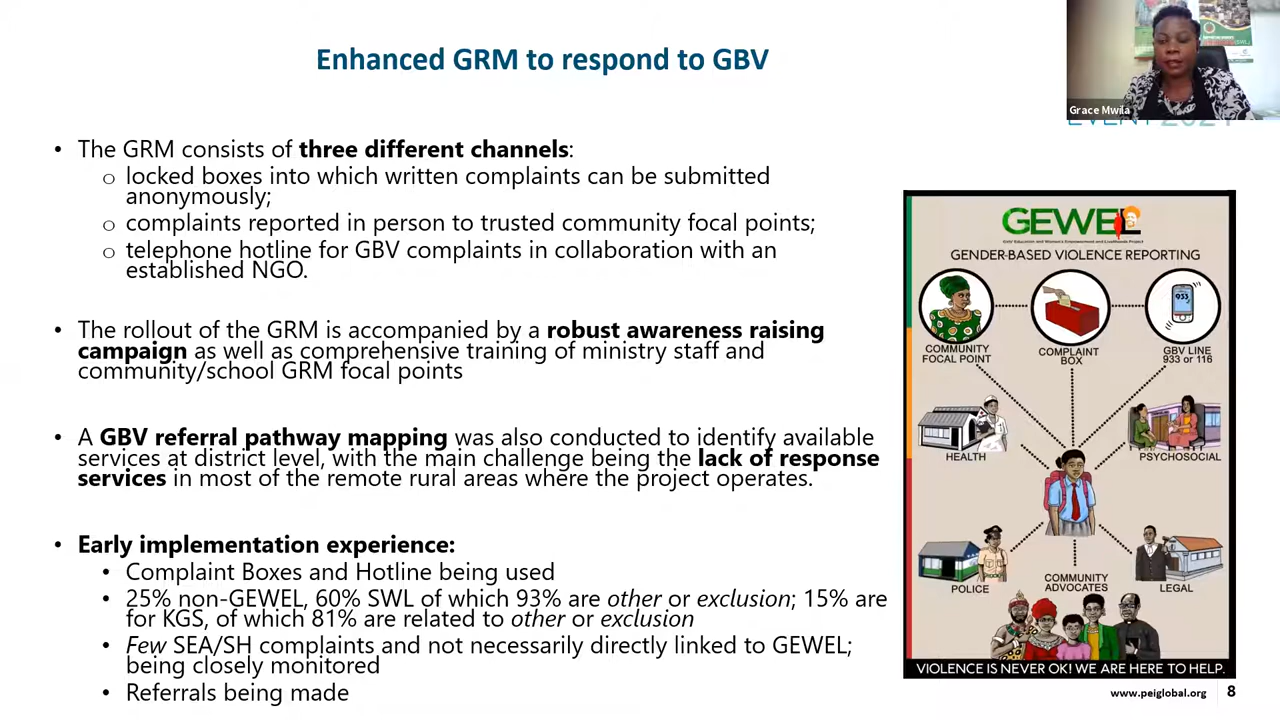 Enhanced GRM to respond to GBV
Grace Mwila
• The GRM consists of three different channels:
o locked boxes into which written complaints can be submitted
anonymously;
o complaints reported in person to trusted community focal points;
o telephone hotline for GBV complaints in collaboration with an
established NGO.
• The rollout of the GRM is accompanied by a robust awareness raising
campaign as well as comprehensive training of ministry staff and
community/school GRM focal points
• A GBV referral pathway mapping was also conducted to identify available
services at district level, with the main challenge being the lack of response
services in most of the remote rural areas where the project operates.
• Early implementation experience:
• Complaint Boxes and Hotline being used
• 25% non-GEWEL, 60% SWL of which 93% are other or exclusion; 15% are
for KGS, of which 81% are related to other or exclusion
• Few SEA/SH complaints and not necessarily directly linked to GEWEL;
being closely monitored
• Referrals being made
GEWEL
Girls' Education and Women's Empowerment and Livelihoods Project
GENDER-BASED VIOLENCE REPORTING
933
COMMUNITY
FOCAL POINT
COMPLAINT
BOX
GBV LINE
933 or 116
HEALTH
PSYCHOSOCIAL
POLICE
COMMUNITY
ADVOCATES
LEGAL
VIOLENCE IS NEVER OK! WE ARE HERE TO HELP.
www.peiglobal.org
8